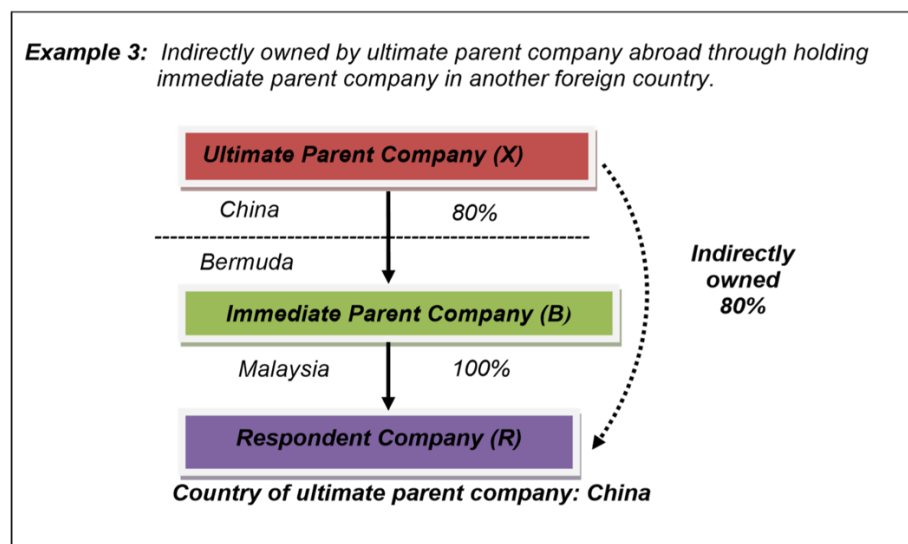 Example 3: Indirectly owned by ultimate parent company abroad through holding
immediate parent company in another foreign country.
Ultimate Parent Company (X)
China 80%
Bermuda
Indirectly
owned
80%
Immediate Parent Company (B)
Malaysia 100%
Respondent Company (R)
Country of ultimate parent company: China